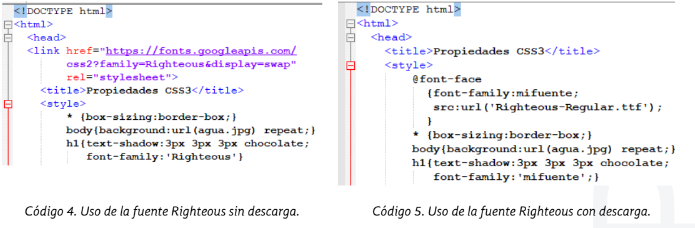 <!DOCTYPE html>
<html>
<head>
<link href="https://fonts.googleapis.com/
css2?family=Righteous&display=swap"
rel="stylesheet">
<title>Propiedades CSS3</title>
<style>
* {box-sizing:border-box;}
body{background:url(agua.jpg) repeat;}
h1{text-shadow:3px 3px 3px chocolate;
font-family:'Righteous'}
Código 4. Uso de la fuente Righteous sin descarga.
<!DOCTYPE html>
<html>
<head>
<title>Propiedades CSS3</title>
<style>
@font-face
{font-family:mifuente;
src:url('Righteous-Regular.ttf');
}
* {box-sizing:border-box;}
body{background:url(agua.jpg) repeat;}
h1{text-shadow:3px 3px 3px chocolate;
font-family:'mifuente';}
Código 5. Uso de la fuente Righteous con descarga.